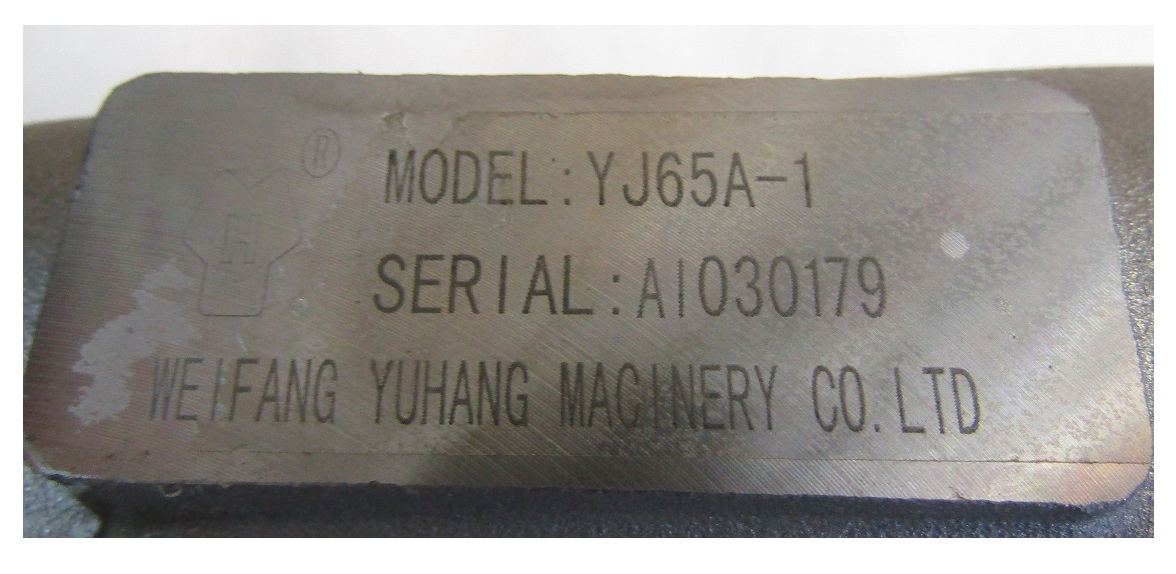 ®
MODEL:YJ65A-1
H
SERIAL:AI030179
WEIFANG YUHANG MACINERY CO.LTD